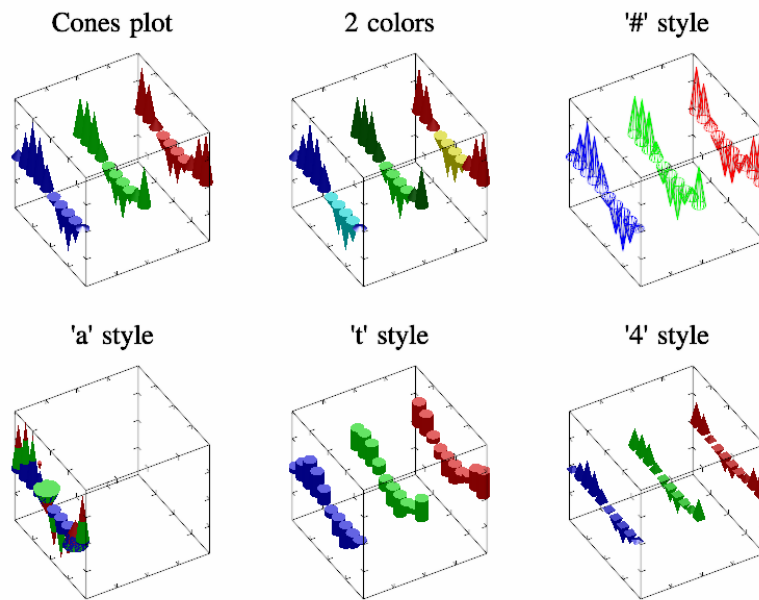 Cones plot
2 colors
'#' style
'a' style
't' style
'4' style